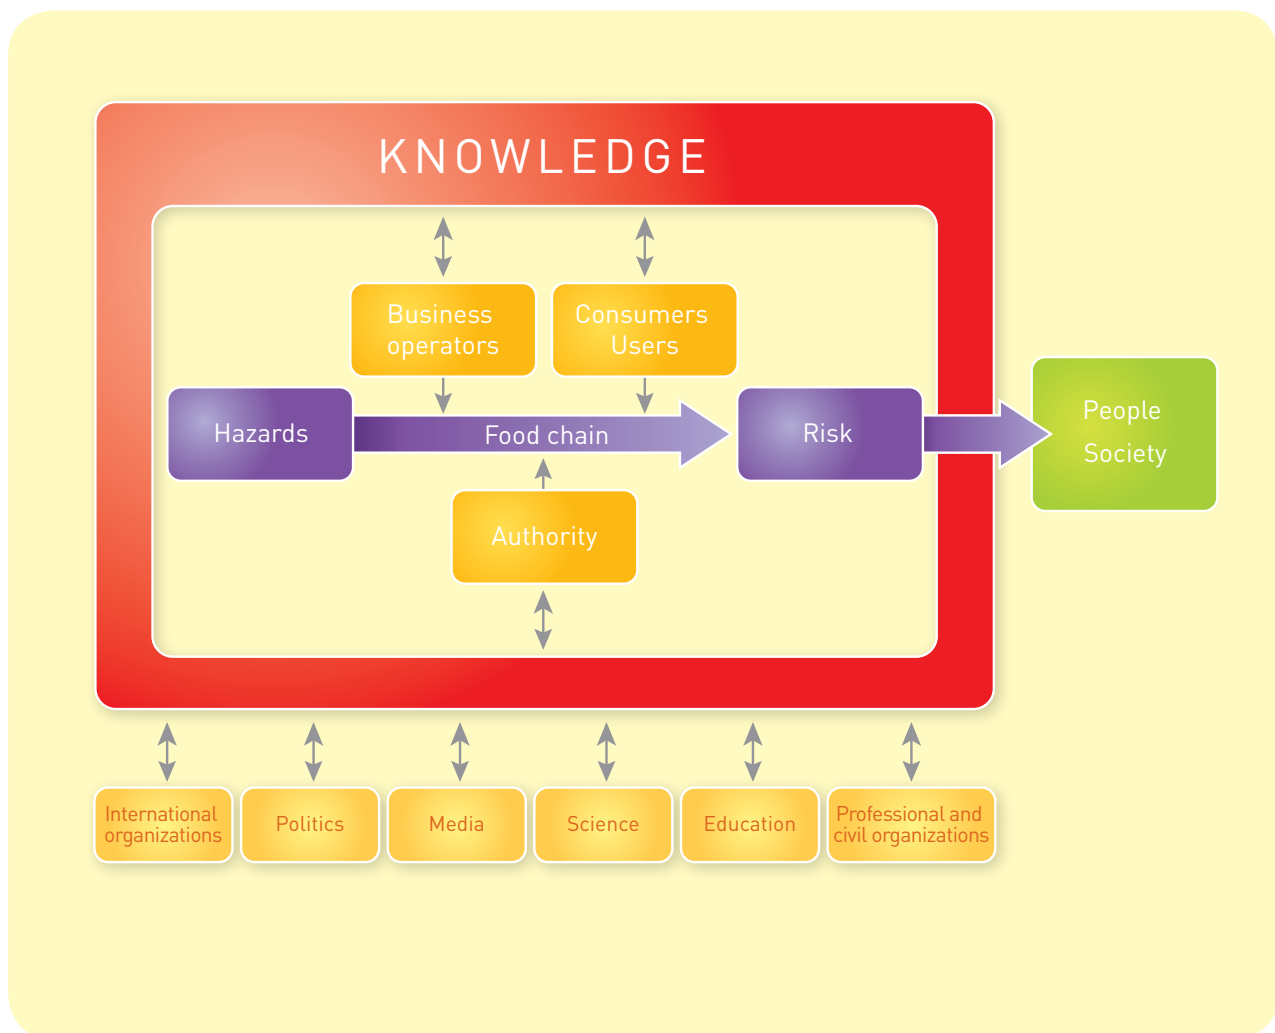 KNOWLEDGE
Business
operators
Consumers
Users
Hazards
Food chain
Risk
People
Society
Authority
International
organizations
Politics
Media
Science
Education
Professional and
civil organizations